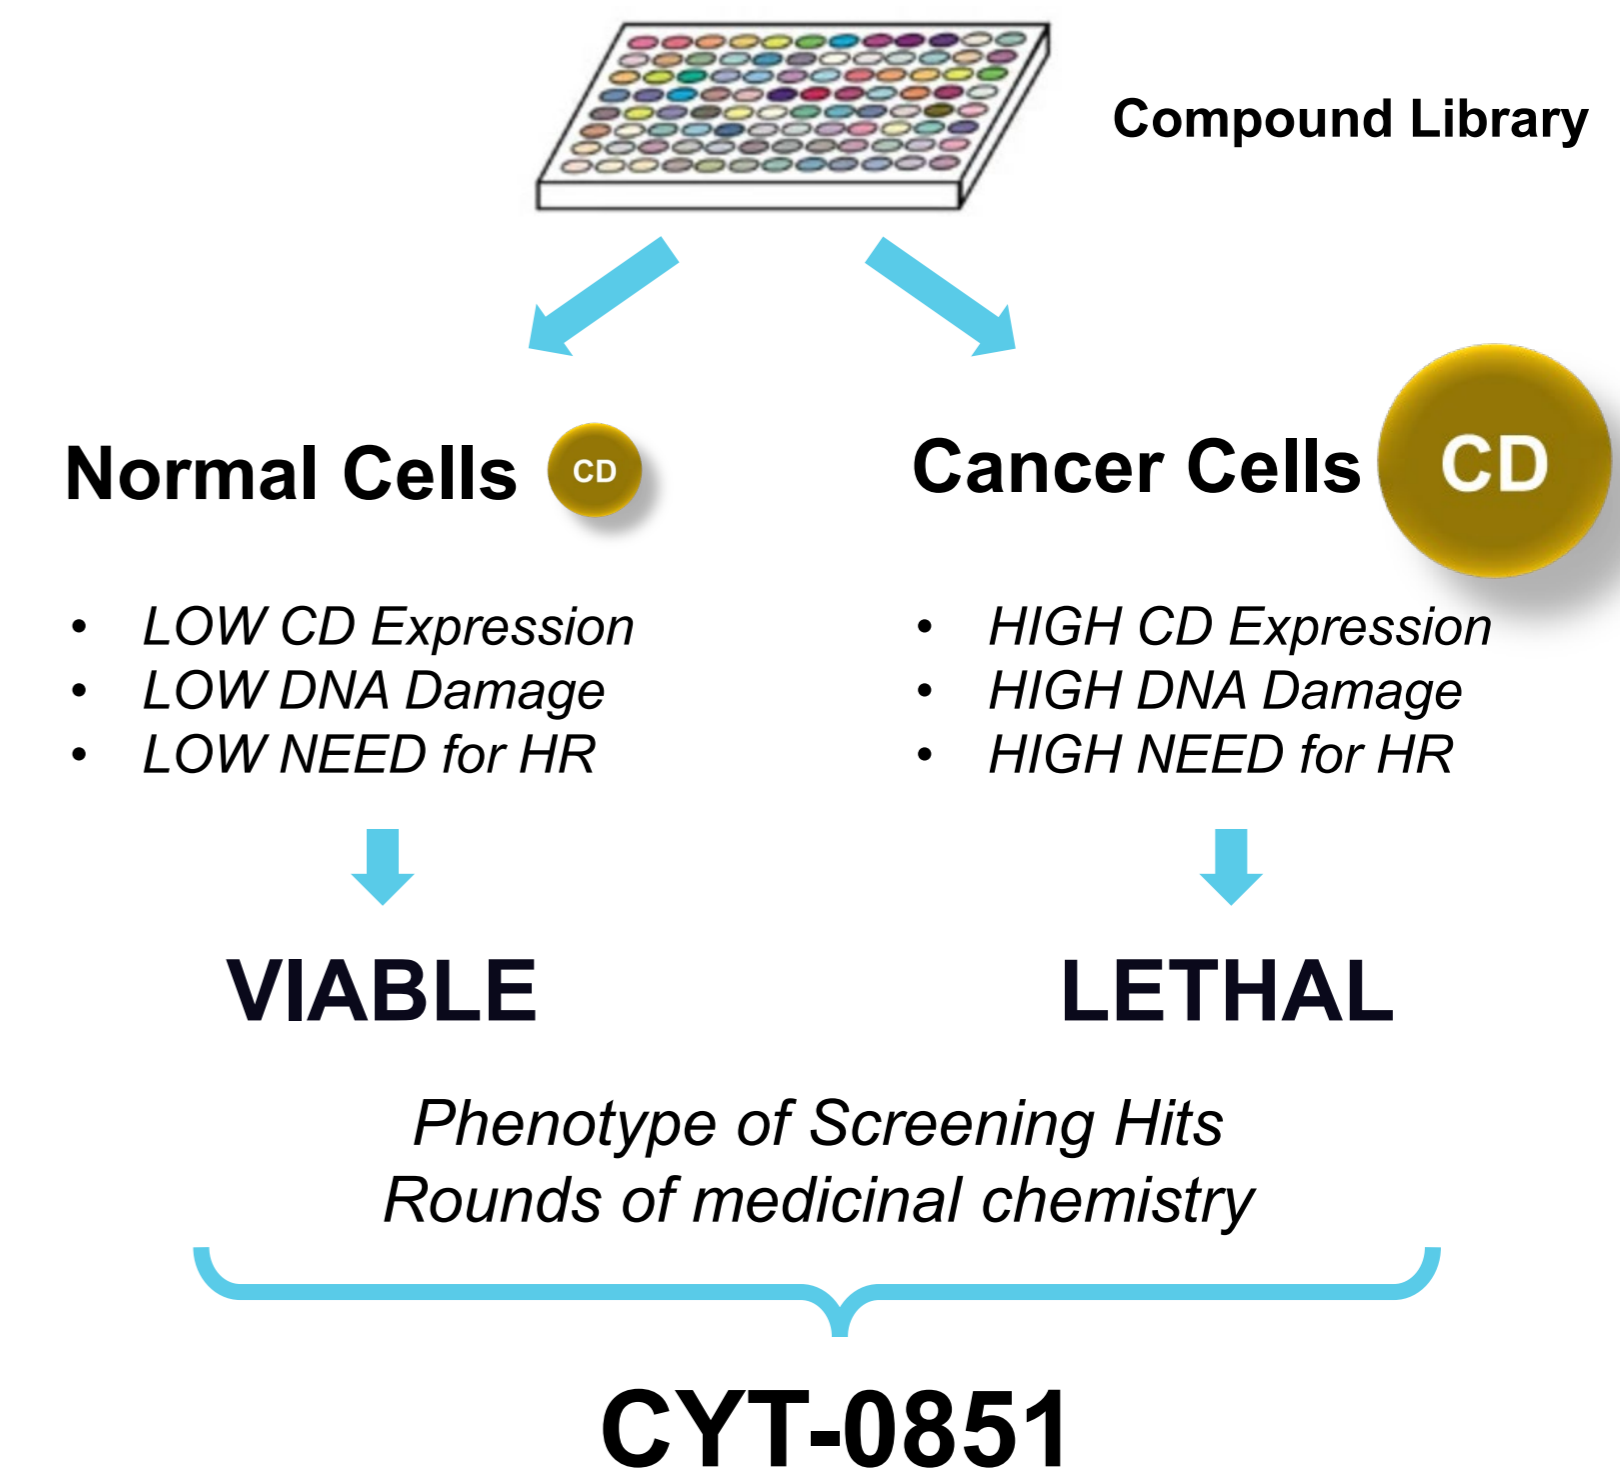 Compound Library
Normal Cells CD
Cancer Cells CD
• LOW CD Expression
• LOW DNA Damage
• LOW NEED for HR
• HIGH CD Expression
• HIGH DNA Damage
• HIGH NEED for HR
VIABLE
LETHAL
Phenotype of Screening Hits
Rounds of medicinal chemistry
CYT-0851